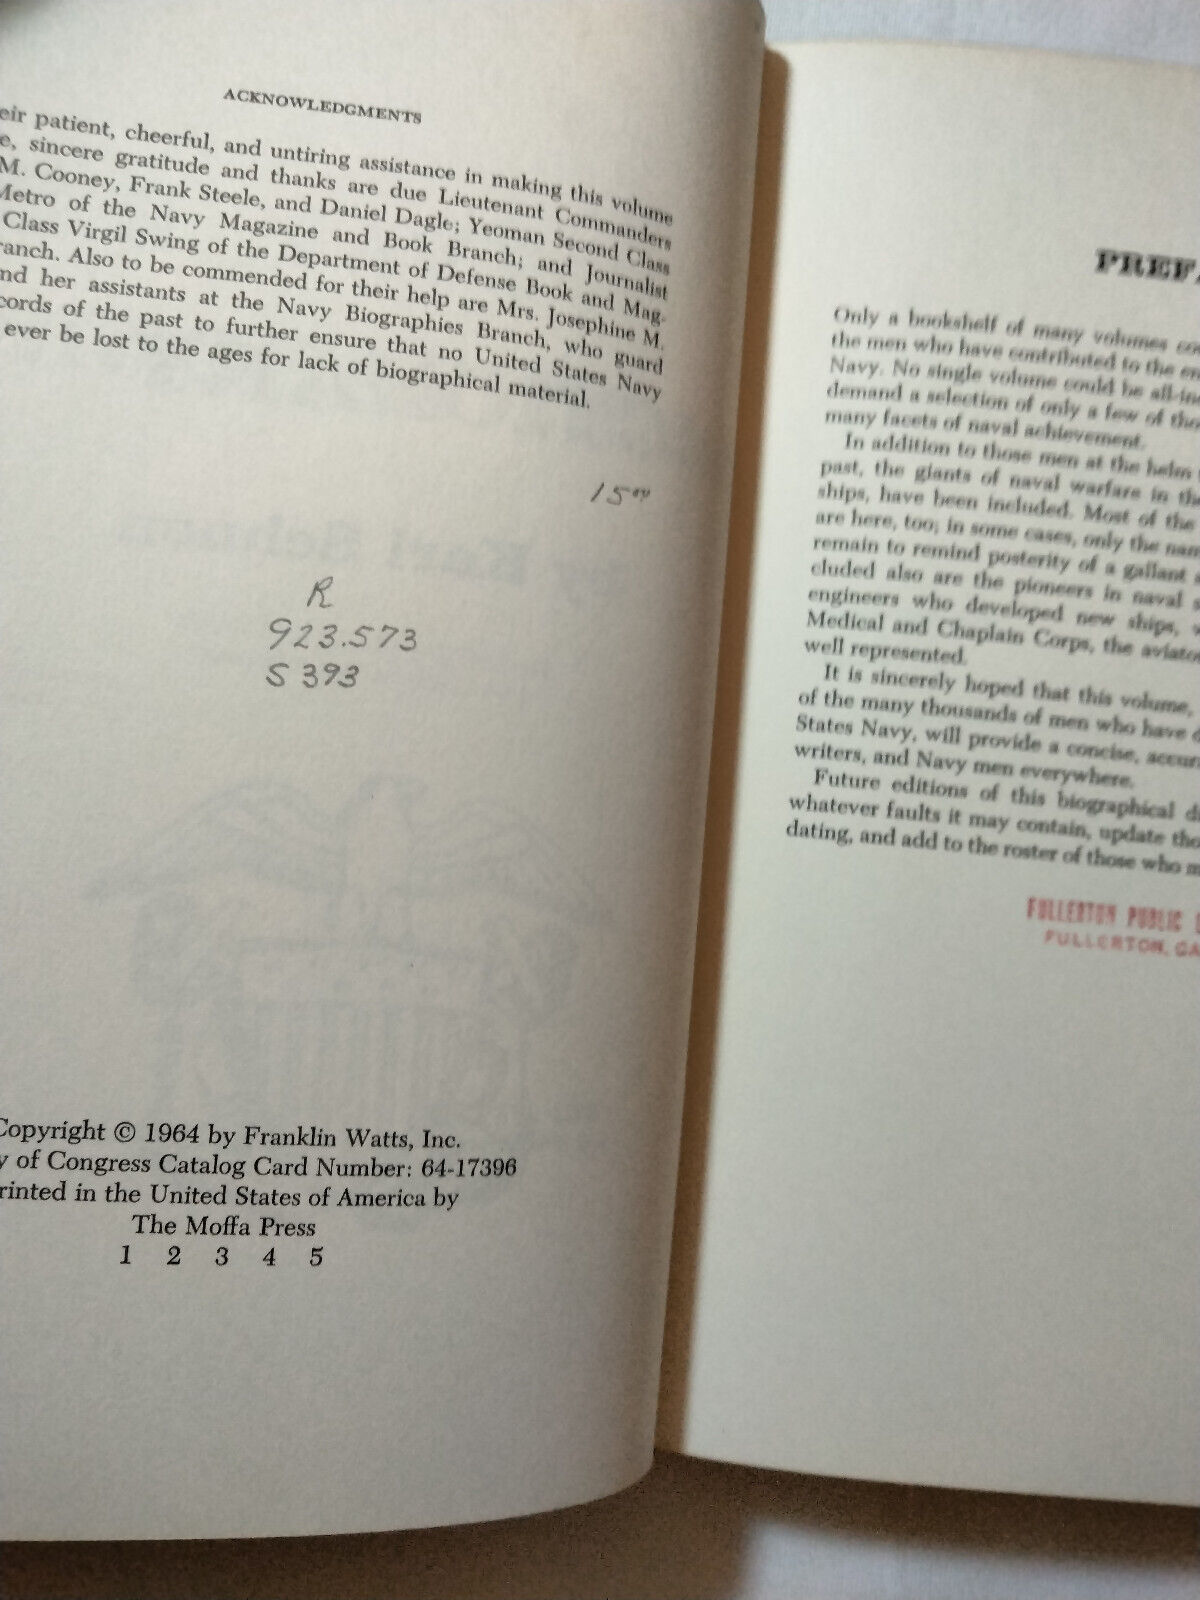 ACKNOWLEDGMENTS
eir patient, cheerful, and untiring assistance in making this volume
e, sincere gratitude and thanks are due Lieutenant Commanders
M. Cooney, Frank Steele, and Daniel Dagle; Yeoman Second Class
Metro of the Navy Magazine and Book Branch; and Journalist
Class Virgil Swing of the Department of Defense Book and Mag-
ranch. Also to be commended for their help are Mrs. Josephine M.
nd her assistants at the Navy Biographies Branch, who guard
cords of the past to further ensure that no United States Navy
ever be lost to the ages for lack of biographical material.
15
R
923.573
S 393
Copyright © 1964 by Franklin Watts, Inc.
y of Congress Catalog Card Number: 64-17396
rinted in the United States of America by
The Moffa Press
1 2 3 4 5
PREFA
Only a bookshelf of many volumes co
the men who have contributed to the en
Navy. No single volume could be all-inc
demand a selection of only a few of tho
many facets of naval achievement.
In addition to those men at the helm
past, the giants of naval warfare in the
ships, have been included. Most of the
are here, too; in some cases, only the nam
remain to remind posterity of a gallant
cluded also are the pioneers in naval s
engineers who developed new ships, w
Medical and Chaplain Corps, the aviato
well represented.
It is sincerely hoped that this volume,
of the many thousands of men who have d
States Navy, will provide a concise, accur
writers, and Navy men everywhere.
Future editions of this biographical di
whatever faults it may contain, update tho
dating, and add to the roster of those who m
FULLERTON PUBLIC
FULLERTON, CA